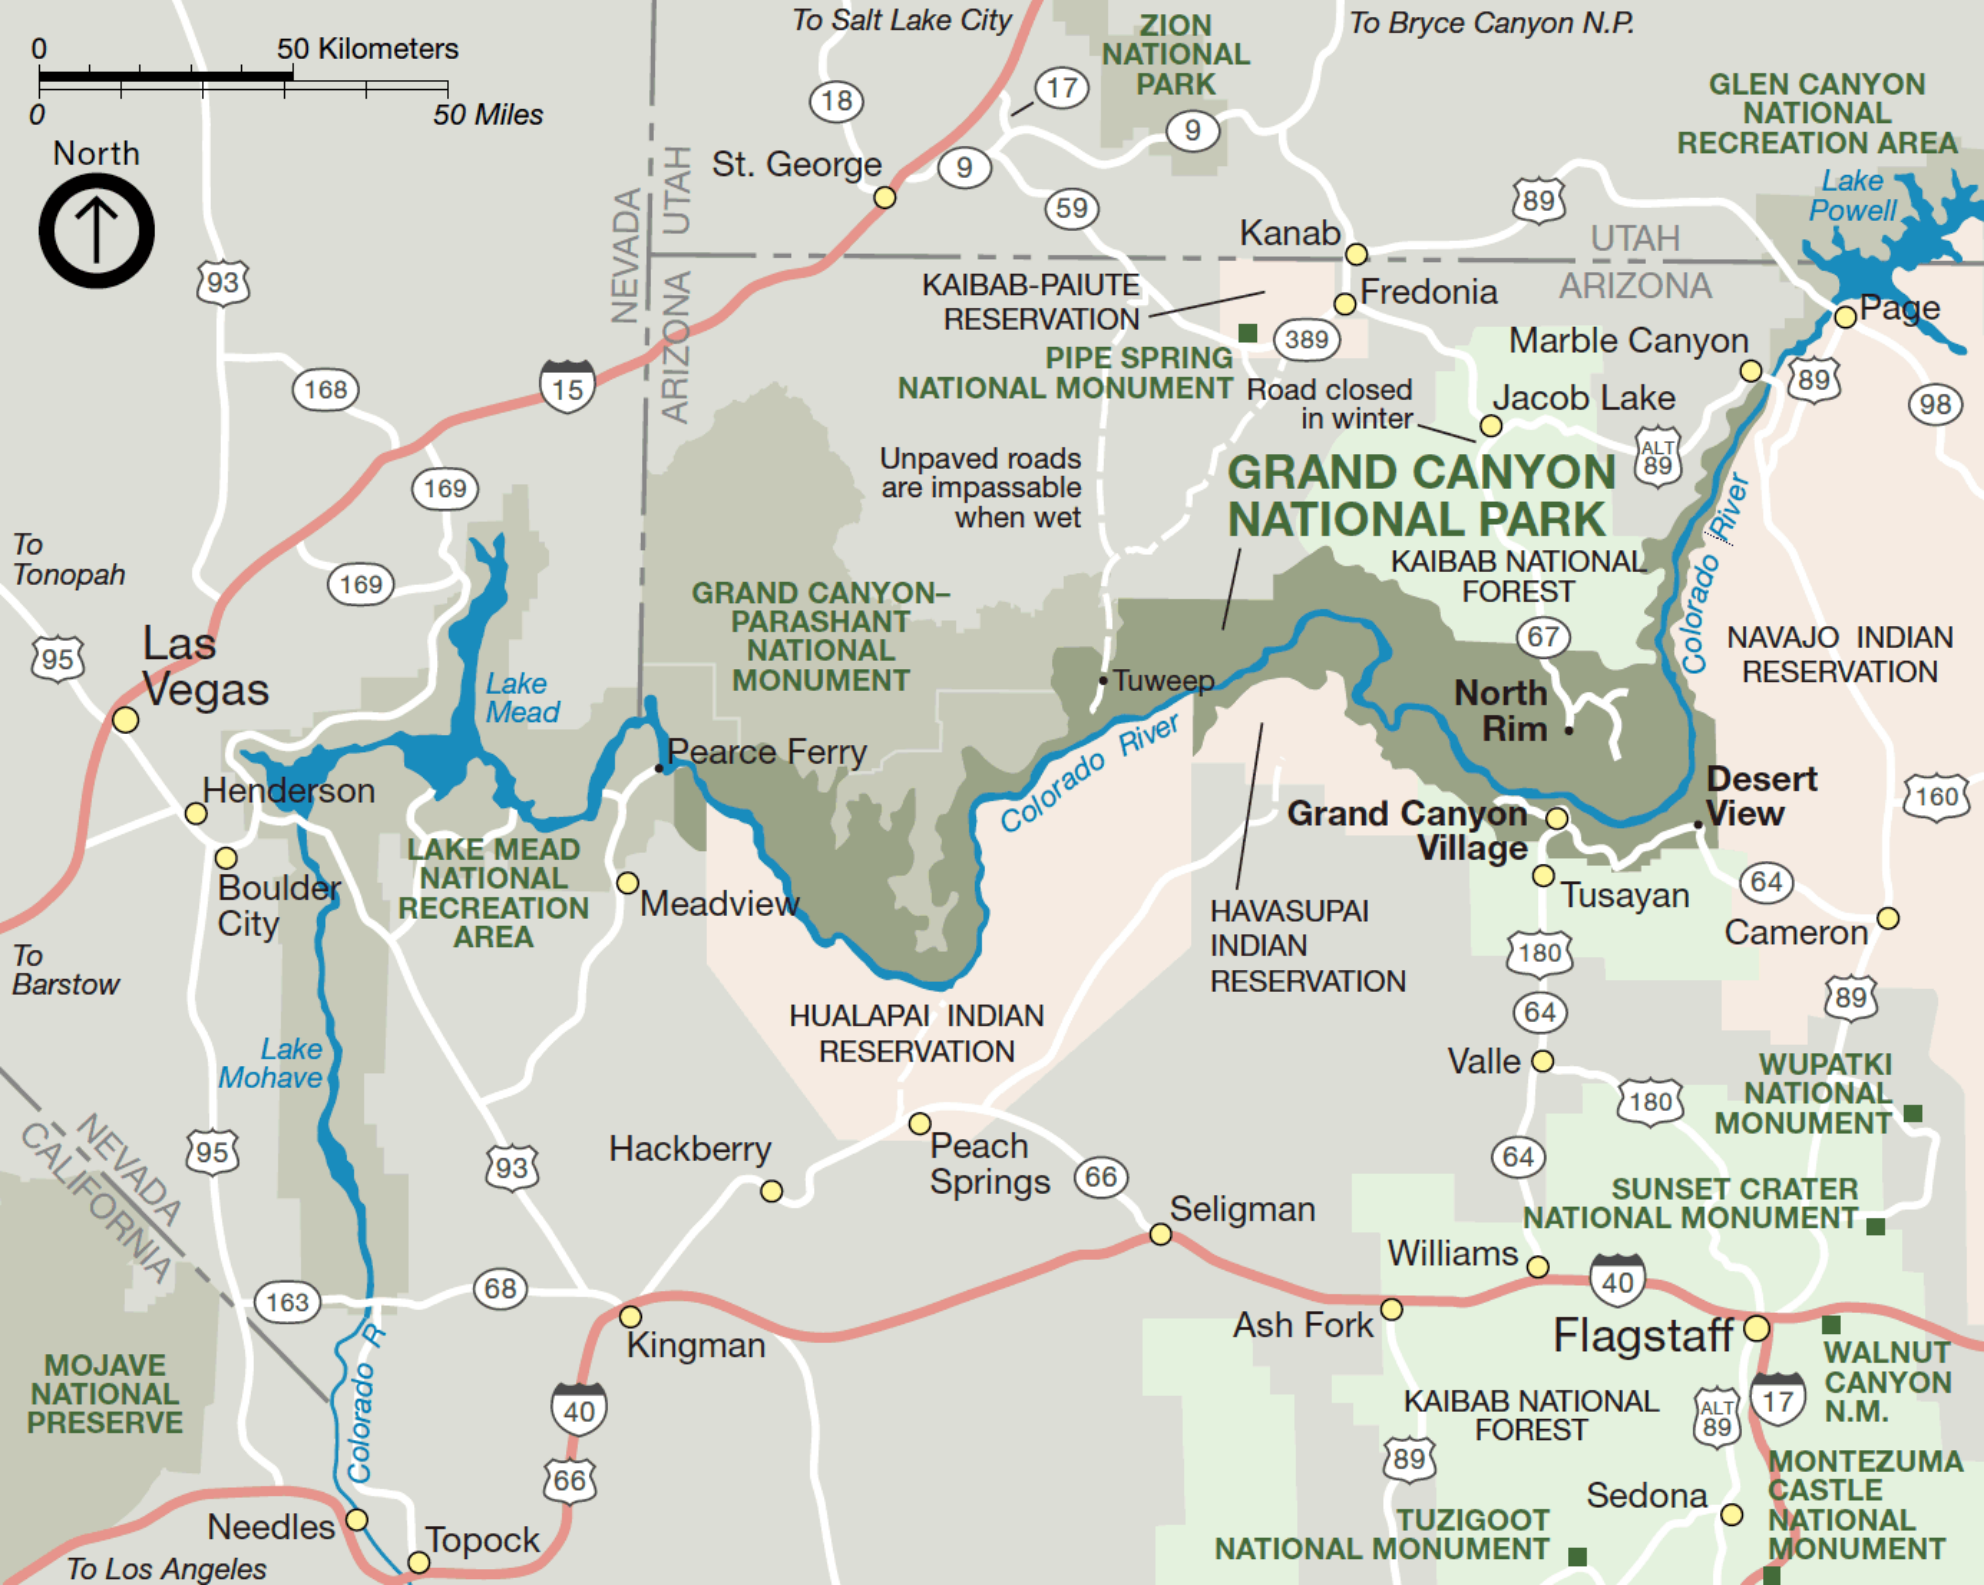 0
50 Kilometers
0
50 Miles
North
To Salt Lake City
To Bryce Canyon N.P.
ZION
NATIONAL
PARK
GLEN CANYON
NATIONAL
RECREATION AREA
Lake
Powell
18
17
9
9
59
St. George
89
Kanab
UTAH
ARIZONA
NEVADA
UTAH
ARIZONA
93
KAIBAB-PAIUTE
RESERVATION
Fredonia
Page
Marble Canyon
389
PIPE SPRING
NATIONAL MONUMENT
Road closed
in winter
Jacob Lake
89
98
168
15
ALT
89
169
Unpaved roads
are impassable
when wet
GRAND CANYON
NATIONAL PARK
Colorado River
To
Tonopah
169
KAIBAB NATIONAL
FOREST
GRAND CANYON–
PARASHANT
NATIONAL
MONUMENT
95
Las
Vegas
67
NAVAJO INDIAN
RESERVATION
Lake
Mead
Tuweep
North
Rim
Colorado River
Pearce Ferry
Henderson
Desert
View
160
Grand Canyon
Village
Boulder
City
LAKE MEAD
NATIONAL
RECREATION
AREA
Meadview
Tusayan
64
Cameron
HAVASUPAI
INDIAN
RESERVATION
180
To
Barstow
89
64
HUALAPAI INDIAN
RESERVATION
Lake
Mohave
Valle
WUPATKI
NATIONAL
MONUMENT
180
NEVADA
CALIFORNIA
95
93
Hackberry
Peach
Springs
66
64
SUNSET CRATER
NATIONAL MONUMENT
Seligman
Williams
163
68
40
Ash Fork
Flagstaff
Kingman
Colorado R
MOJAVE
NATIONAL
PRESERVE
WALNUT
CANYON
N.M.
40
KAIBAB NATIONAL
FOREST
ALT
89
17
66
89
MONTEZUMA
CASTLE
NATIONAL
MONUMENT
Sedona
TUZIGOOT
NATIONAL MONUMENT
Needles
Topock
To Los Angeles